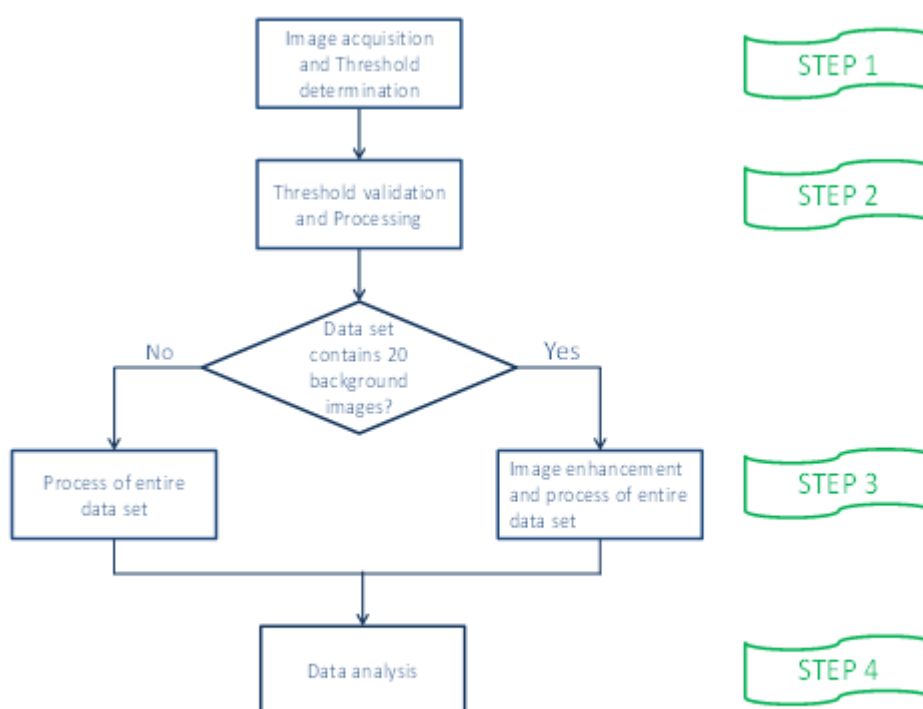 Image acquisition
and Threshold
determination
STEP 1
Threshold validation
and Processing
STEP 2
Data set
contains 20
background
images?
No
Yes
Process of entire
data set
Image enhancement
and process of entire
data set
STEP 3
Data analysis
STEP 4